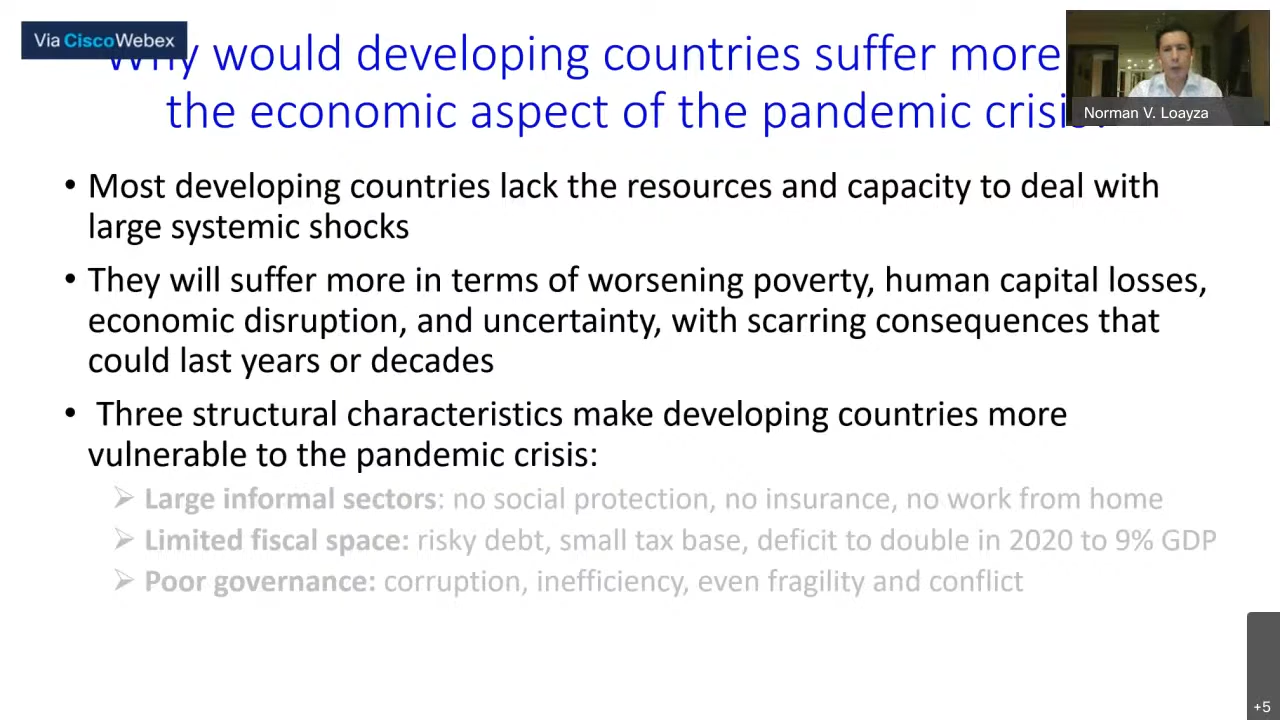 Via CiscoWebex
Why would developing countries suffer more
the economic aspect of the pandemic crisis?
Norman V. Loayza
• Most developing countries lack the resources and capacity to deal with
large systemic shocks
• They will suffer more in terms of worsening poverty, human capital losses,
economic disruption, and uncertainty, with scarring consequences that
could last years or decades
• Three structural characteristics make developing countries more
vulnerable to the pandemic crisis:
➢ Large informal sectors: no social protection, no insurance, no work from home
➢ Limited fiscal space: risky debt, small tax base, deficit to double in 2020 to 9% GDP
➢ Poor governance: corruption, inefficiency, even fragility and conflict
+5